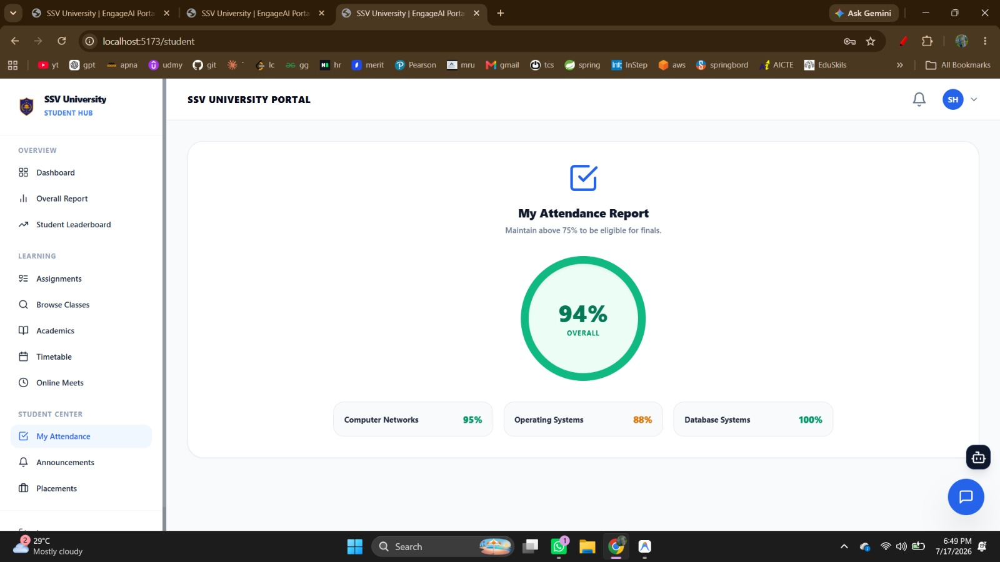 SSV University | EngageAI Porta
SSV University | EngageAI Porta
SSV University | EngageAI Porta
Ask Gemini
localhost:5173/student
yt
gpt
apna
udmy
git
lc
gg
hr
merit
Pearson
mru
gmail
tcs
spring
InStep
aws
springbord
AICTE
EduSkils
All Bookmarks
SSV University
STUDENT HUB
SSV UNIVERSITY PORTAL
SH
OVERVIEW
Dashboard
Overall Report
Student Leaderboard
LEARNING
Assignments
Browse Classes
Academics
Timetable
Online Meets
STUDENT CENTER
My Attendance
Announcements
Placements
My Attendance Report
Maintain above 75% to be eligible for finals.
94%
OVERALL
Computer Networks 95%
Operating Systems 88%
Database Systems 100%
2
29°C
Mostly cloudy
Search
1
6:49 PM
7/17/2026